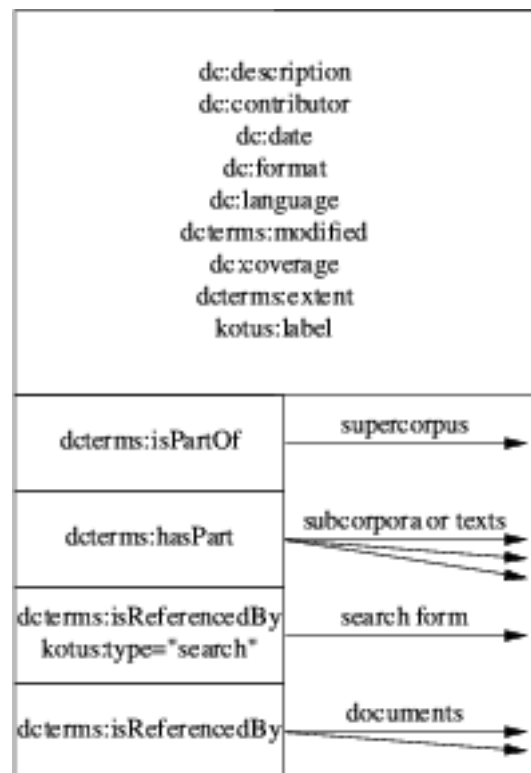 dc:description
dc:contributor
dc:date
dc:format
dc:language
dcterms:modified
dc:coverage
dcterms:extent
kotus:label
dcterms:isPartOf
supercorpus
dcterms:hasPart
subcorpora or texts
dcterms:isReferencedBy
kotus:type="search"
search form
dcterms:isReferencedBy
documents